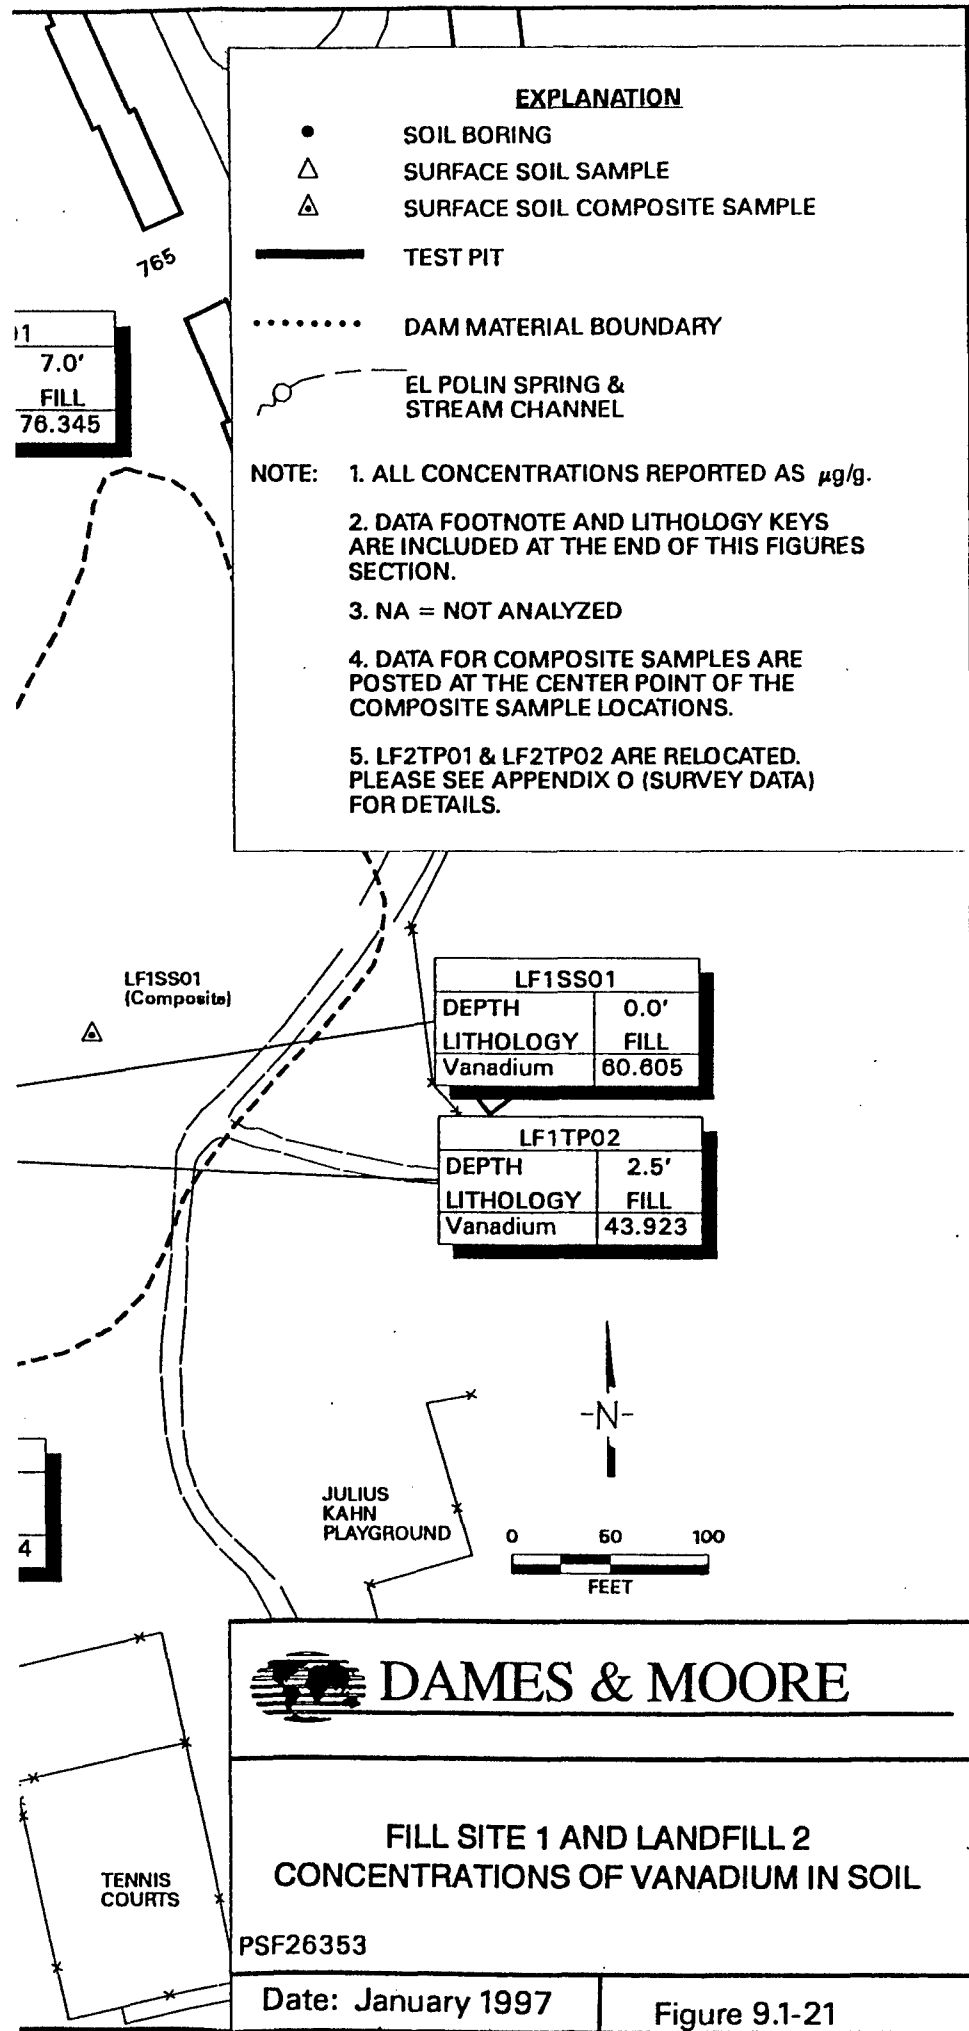 EXPLANATION
SOIL BORING
SURFACE SOIL SAMPLE
SURFACE SOIL COMPOSITE SAMPLE
TEST PIT
DAM MATERIAL BOUNDARY
EL POLIN SPRING &
STREAM CHANNEL
NOTE: 1. ALL CONCENTRATIONS REPORTED AS µg/g.
2. DATA FOOTNOTE AND LITHOLOGY KEYS
ARE INCLUDED AT THE END OF THIS FIGURES
SECTION.
3. NA = NOT ANALYZED
4. DATA FOR COMPOSITE SAMPLES ARE
POSTED AT THE CENTER POINT OF THE
COMPOSITE SAMPLE LOCATIONS.
5. LF2TP01 & LF2TP02 ARE RELOCATED.
PLEASE SEE APPENDIX O (SURVEY DATA)
FOR DETAILS.
765
01
7.0'
FILL
76.345
LF1SS01
(Composite)
LF1SS01
DEPTH 0.0'
LITHOLOGY FILL
Vanadium 60.605
LF1TP02
DEPTH 2.5'
LITHOLOGY FILL
Vanadium 43.923
-N-
4
JULIUS
KAHN
PLAYGROUND
0 50 100
FEET
TENNIS
COURTS
DAMES & MOORE
FILL SITE 1 AND LANDFILL 2
CONCENTRATIONS OF VANADIUM IN SOIL
PSF26353
Date: January 1997
Figure 9.1-21